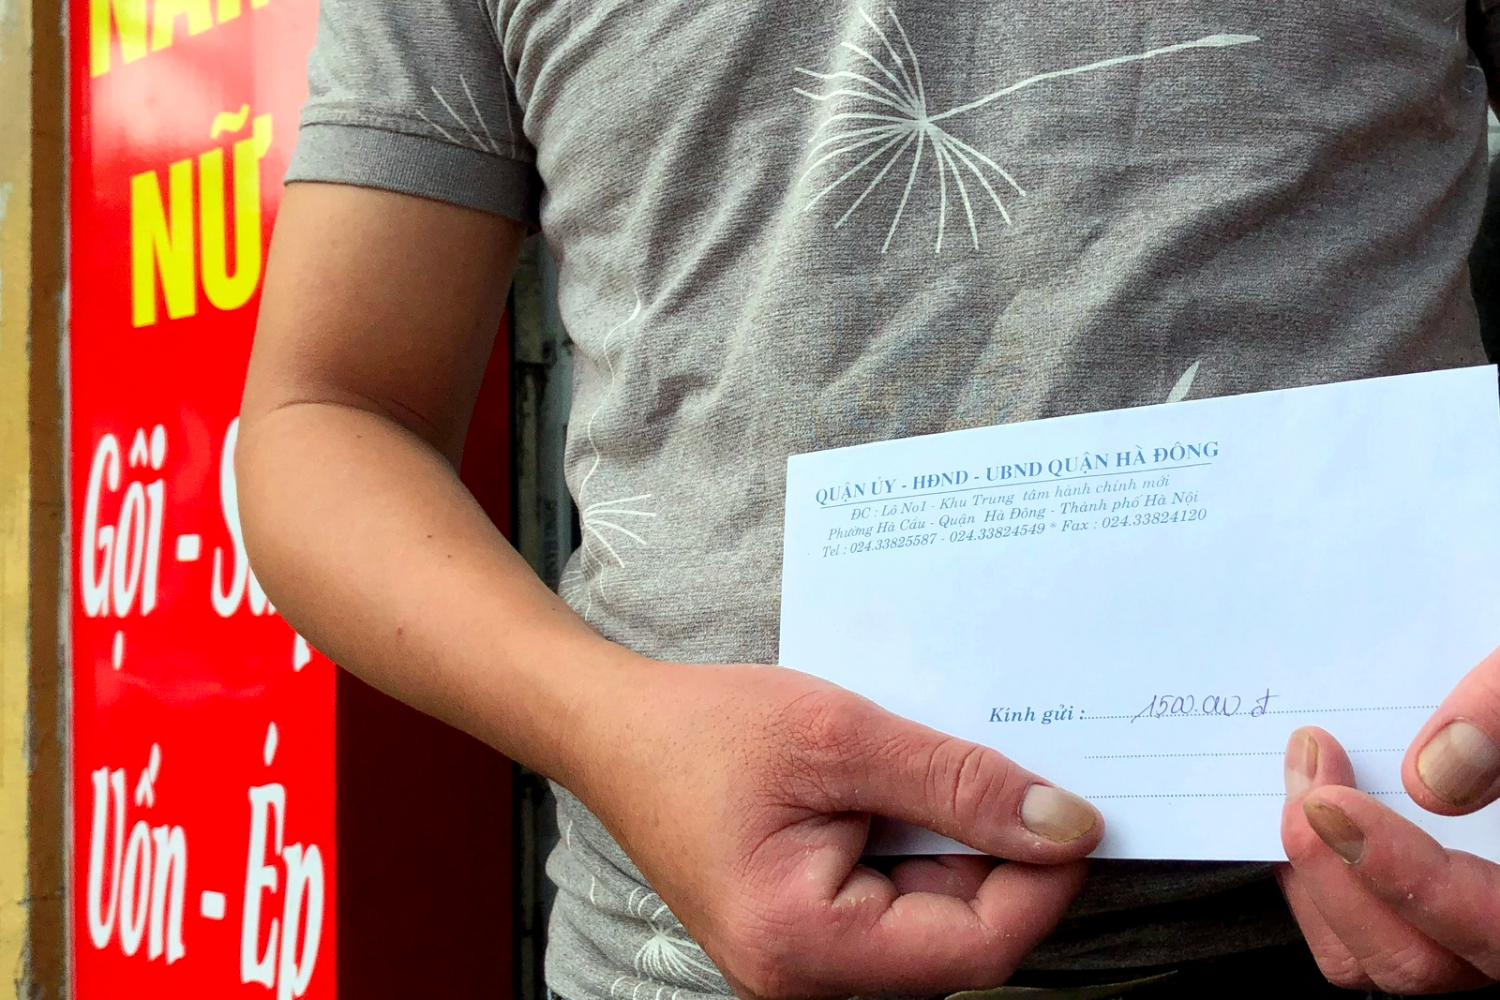 NAM
NỮ
Gội - Sấy
Uốn - Ép
QUẬN ỦY - HĐND - UBND QUẬN HÀ ĐÔNG
ĐC : Lô No1 - Khu Trung tâm hành chính mới
Phường Hà Cầu - Quận Hà Đông - Thành phố Hà Nội
Tel : 024.33825587 - 024.33824549 * Fax : 024.33824120
Kính gửi : 1500.000 đ